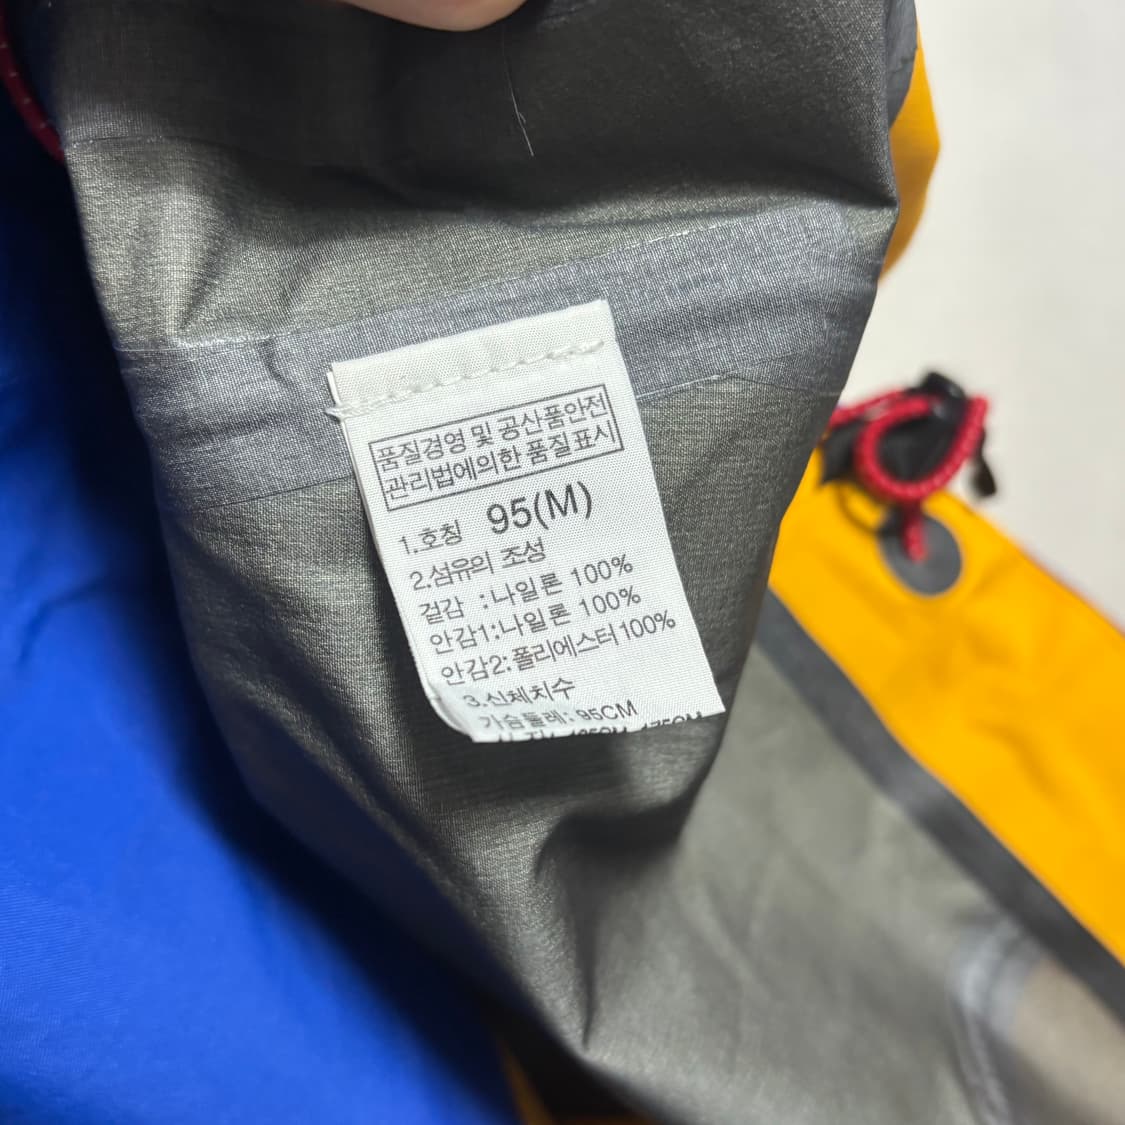 품질경영 및 공산품안전
관리법에의한 품질표시
1.호칭 95(M)
2.섬유의 조성
겉감 :나일론 100%
안감1:나일론 100%
안감2:폴리에스터100%
3.신체치수
가슴둘레: 95CM